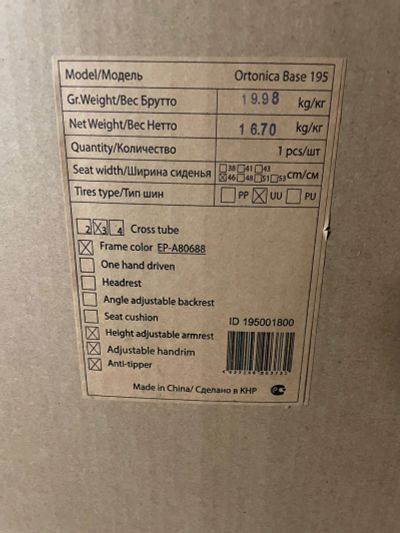 Model/Модель Ortonica Base 195
Gr.Weight/Вес Брутто 19.98 kg/кг
Net Weight/Вес Нетто 16.70 kg/кг
Quantity/Количество 1 pcs/шт
Seat width/Ширина сиденья □38 □41 □43 ☒46 □48 □51 □53 cm/см
Tires type/Тип шин □ PP ☒ UU □ PU
2 ☒ 3 4 Cross tube
☒ Frame color EP-A80688
□ One hand driven
□ Headrest
□ Angle adjustable backrest
□ Seat cushion
ID 195001800
☒ Height adjustable armrest
☒ Adjustable handrim
☒ Anti-tipper
Made in China/ Сделано в КНР